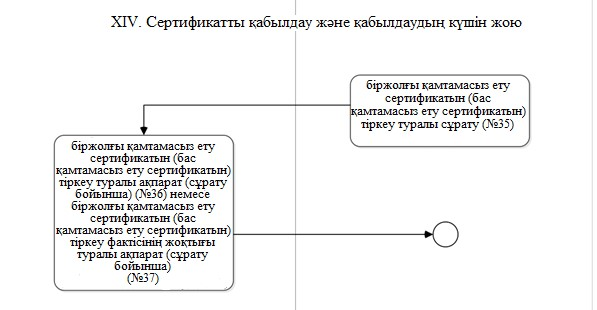 XIV. Сертификатты қабылдау және қабылдаудың күшін жою
біржолғы қамтамасыз ету
сертификатын (бас
қамтамасыз ету сертификатын)
тіркеу туралы сұрату (№35)
біржолғы қамтамасыз ету
сертификатын (бас
қамтамасыз ету сертификатын)
тіркеу туралы ақпарат (сұрату
бойынша) (№36) немесе
біржолғы қамтамасыз ету
сертификатын (бас
қамтамасыз ету сертификатын)
тіркеу фактісінің жоқтығы
туралы ақпарат (сұрату
бойынша)
(№37)